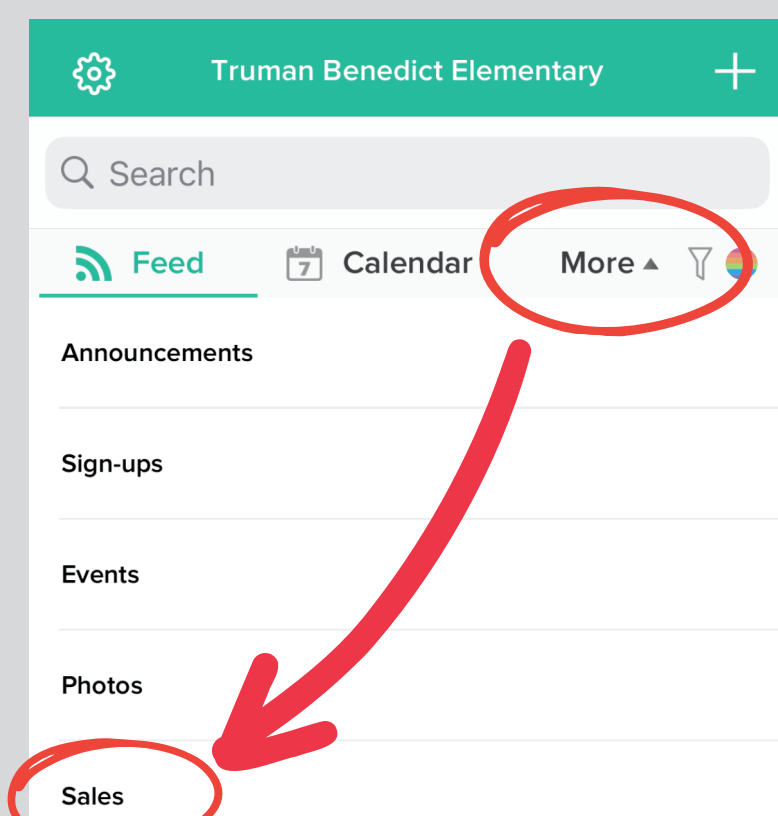 Truman Benedict Elementary
Search
Feed 7 Calendar More
Announcements
Sign-ups
Events
Photos
Sales